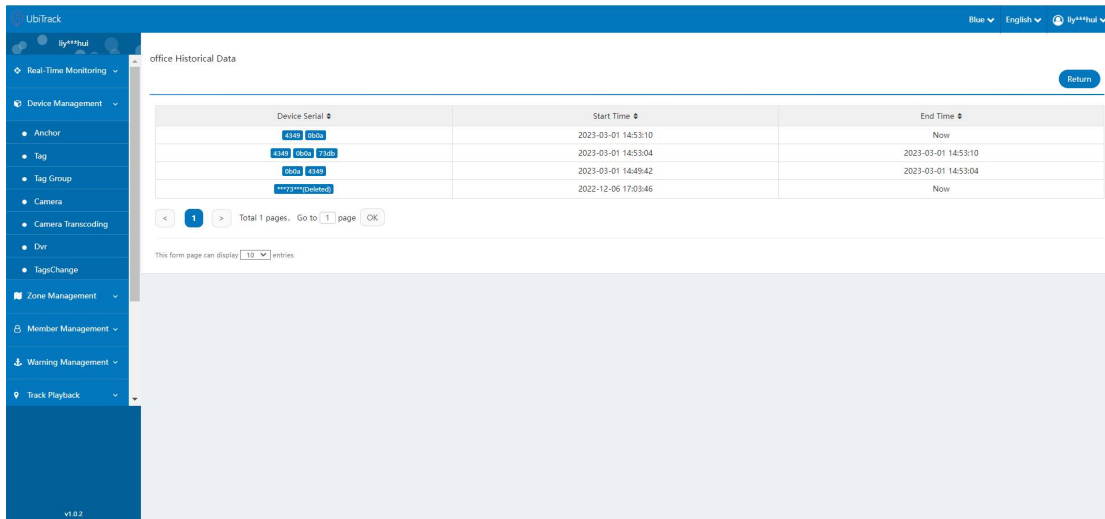 UbiTrack
Blue English liy***hui
liy***hui
Real-Time Monitoring
Device Management
Anchor
Tag
Tag Group
Camera
Camera Transcoding
Dvr
TagsChange
Zone Management
Member Management
Warning Management
Track Playback
v1.0.2
office Historical Data
Return
Device Serial Start Time End Time
4349 0b0a 2023-03-01 14:53:10 Now
4349 0b0a 73db 2023-03-01 14:53:04 2023-03-01 14:53:10
0b0a 4349 2023-03-01 14:49:42 2023-03-01 14:53:04
***73***(Deleted) 2022-12-06 17:03:46 Now
< 1 > Total 1 pages. Go to 1 page OK
This form page can display 10 entries